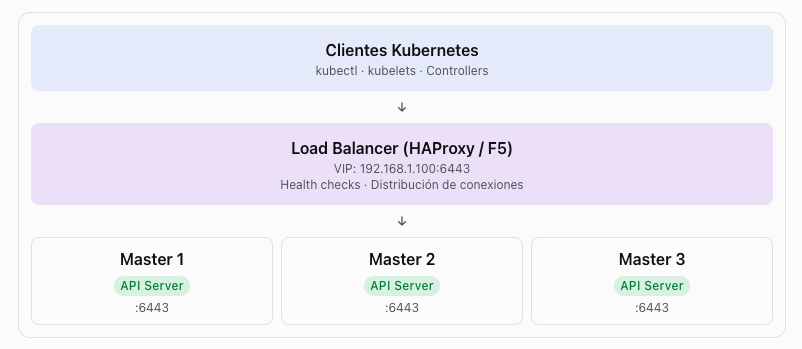 Clientes Kubernetes
kubectl · kubelets · Controllers
↓
Load Balancer (HAProxy / F5)
VIP: 192.168.1.100:6443
Health checks · Distribución de conexiones
↓
Master 1
API Server
:6443
Master 2
API Server
:6443
Master 3
API Server
:6443